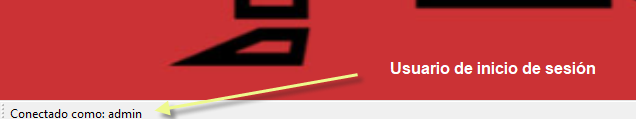 Usuario de inicio de sesión
Conectado como: admin